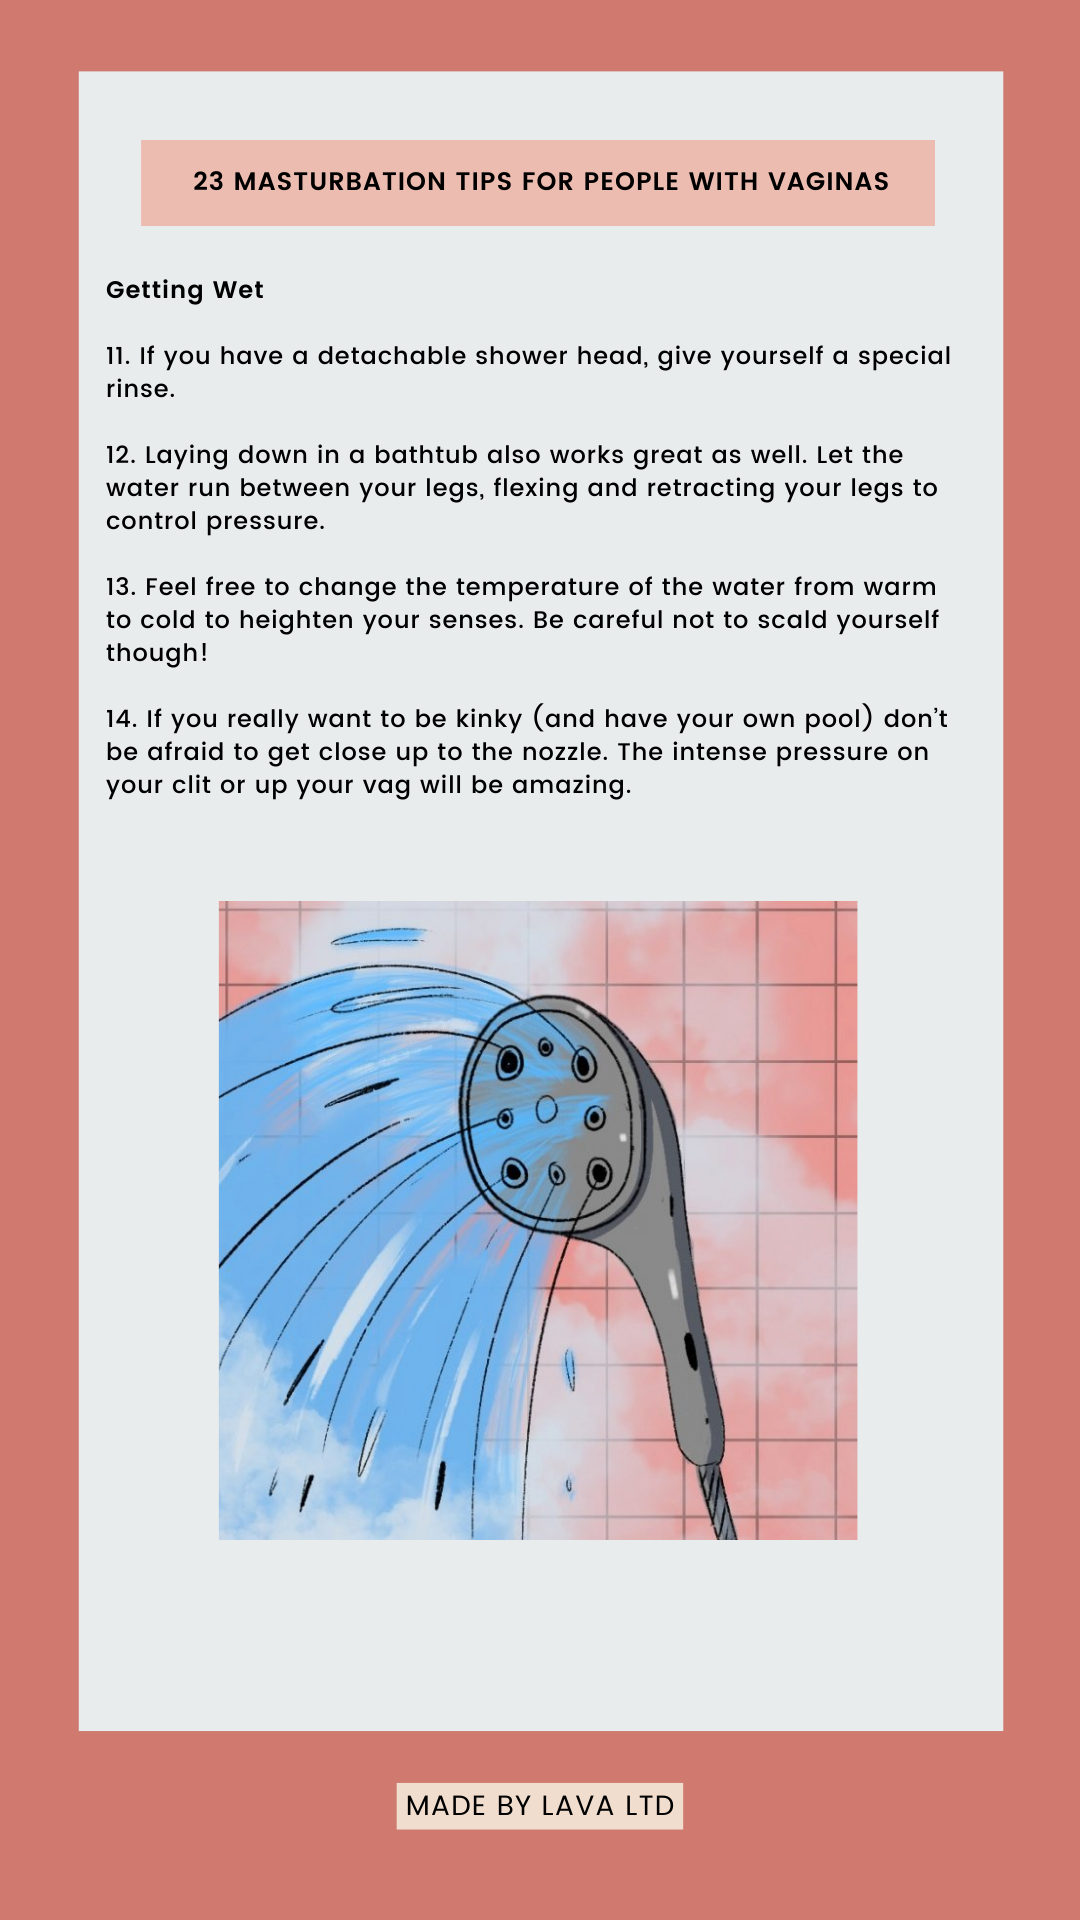 23 MASTURBATION TIPS FOR PEOPLE WITH VAGINAS
Getting Wet
11. If you have a detachable shower head, give yourself a special
rinse.
12. Laying down in a bathtub also works great as well. Let the
water run between your legs, flexing and retracting your legs to
control pressure.
13. Feel free to change the temperature of the water from warm
to cold to heighten your senses. Be careful not to scald yourself
though!
14. If you really want to be kinky (and have your own pool) don’t
be afraid to get close up to the nozzle. The intense pressure on
your clit or up your vag will be amazing.
MADE BY LAVA LTD